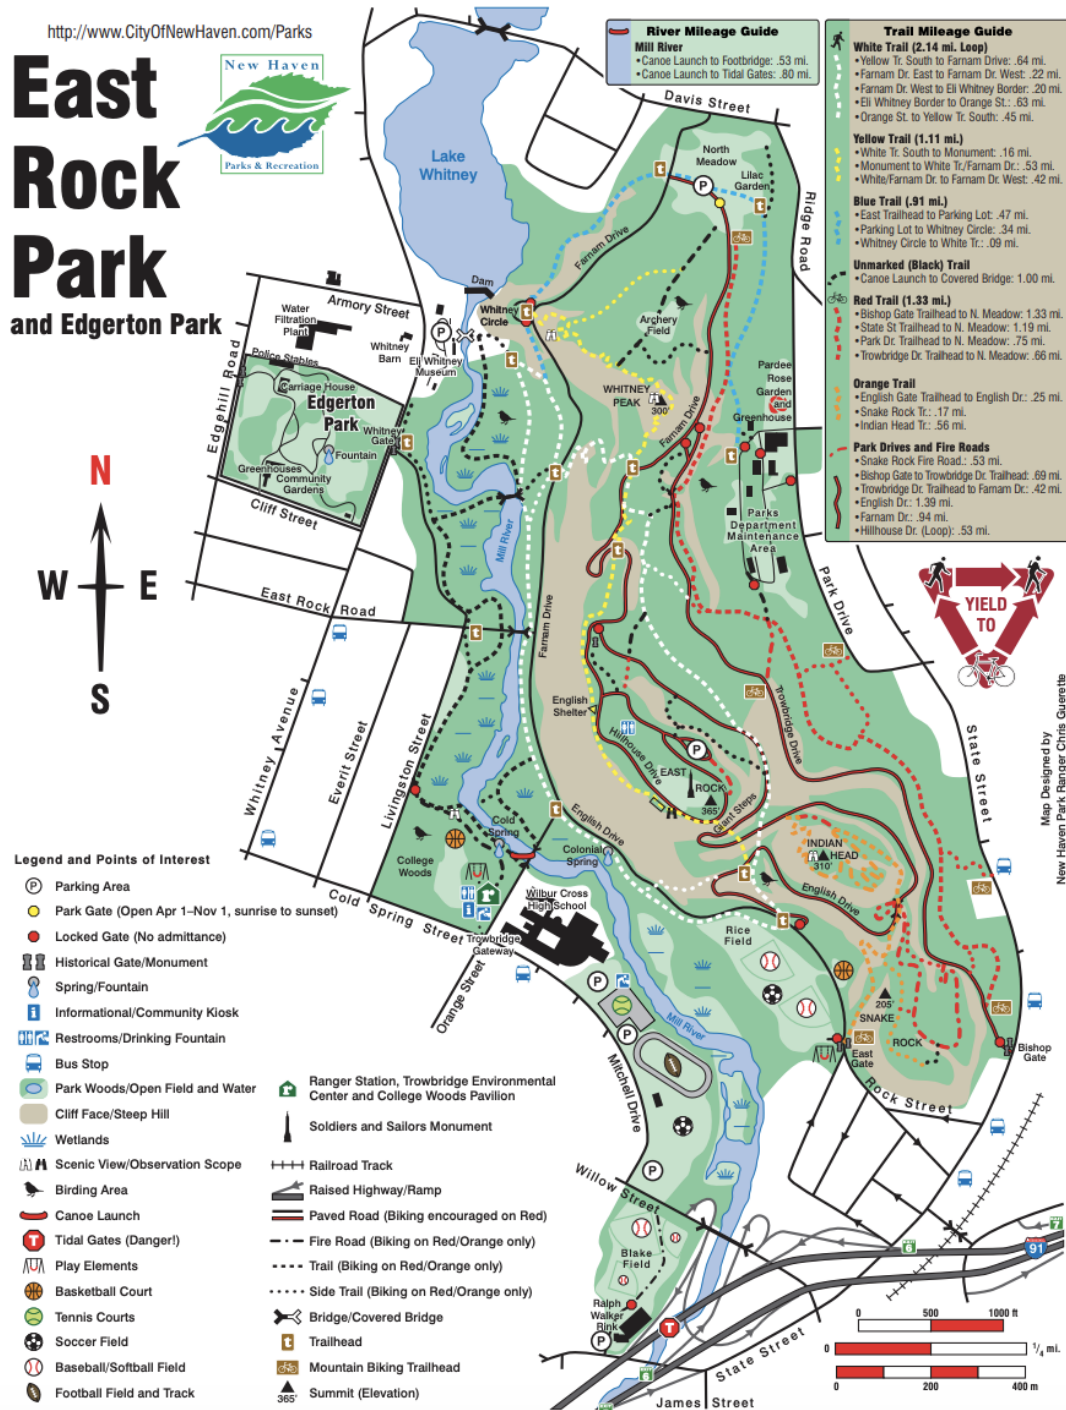 http://www.CityOfNewHaven.com/Parks
East
Rock
Park
and Edgerton Park
New Haven
Parks & Recreation
River Mileage Guide
Mill River
•Canoe Launch to Footbridge: .53 mi.
•Canoe Launch to Tidal Gates: .80 mi.
Trail Mileage Guide
White Trail (2.14 mi. Loop)
•Yellow Tr. South to Farnam Drive: .64 mi.
•Farnam Dr. East to Farnam Dr. West: .22 mi.
•Farnam Dr. West to Eli Whitney Border: .20 mi.
•Eli Whitney Border to Orange St.: .63 mi.
•Orange St. to Yellow Tr. South: .45 mi.
Yellow Trail (1.11 mi.)
•White Tr. South to Monument: .16 mi.
•Monument to White Tr./Farnam Dr.: .53 mi.
•White/Farnam Dr. to Farnam Dr. West: .42 mi.
Blue Trail (.91 mi.)
•East Trailhead to Parking Lot: .47 mi.
•Parking Lot to Whitney Circle: .34 mi.
•Whitney Circle to White Tr.: .09 mi.
Unmarked (Black) Trail
•Canoe Launch to Covered Bridge: 1.00 mi.
Red Trail (1.33 mi.)
•Bishop Gate Trailhead to N. Meadow: 1.33 mi.
•State St Trailhead to N. Meadow: 1.19 mi.
•Park Dr. Trailhead to N. Meadow: .75 mi.
•Trowbridge Dr. Trailhead to N. Meadow: .66 mi.
Orange Trail
•English Gate Trailhead to English Dr.: .25 mi.
•Snake Rock Tr.: .17 mi.
•Indian Head Tr.: .56 mi.
Park Drives and Fire Roads
•Snake Rock Fire Road.: .53 mi.
•Bishop Gate to Trowbridge Dr. Trailhead: .69 mi.
•Trowbridge Dr. Trailhead to Farnam Dr.: .42 mi.
•English Dr.: 1.39 mi.
•Farnam Dr.: .94 mi.
•Hillhouse Dr. (Loop): .53 mi.
Davis Street
Lake
Whitney
North
Meadow
P
Lilac
Garden
t
t
Ridge Road
Farnam Drive
Dam
Armory Street
Water
Filtration
Plant
Whitney
Circle
t
P
Whitney
Barn
Eli Whitney
Museum
t
Archery
Field
Police Stables
Carriage House
Edgerton
Park
Edgehill Road
WHITNEY
PEAK
300'
Pardee
Rose
Garden
and
Greenhouse
Farnam Drive
Whitney
Gate
t
Fountain
Greenhouses
Community
Gardens
t
t
t
Cliff Street
N
W
E
S
Mill River
Parks
Department
Maintenance
Area
t
Park Drive
YIELD
TO
East Rock Road
t
Farnam Drive
English
Shelter
Hillhouse Drive
P
EAST
ROCK
365'
Trowbridge Drive
Giant Steps
State Street
Map Designed by
New Haven Park Ranger Chris Guerette
Whitney Avenue
Everit Street
Livingston Street
t
English Drive
Cold
Spring
Colonial
Spring
College
Woods
INDIAN
HEAD
310'
t
English Drive
Wilbur Cross
High School
Cold Spring Street
Trowbridge
Gateway
Orange Street
Rice
Field
t
P
P
Mill River
205'
SNAKE
ROCK
East
Gate
Bishop
Gate
Rock Street
Mitchell Drive
P
Willow Street
Blake
Field
Ralph
Walker
Rink
P
T
State Street
James Street
EXIT
6
EXIT
6
EXIT
7
91
Legend and Points of Interest
P Parking Area
Park Gate (Open Apr 1–Nov 1, sunrise to sunset)
Locked Gate (No admittance)
Historical Gate/Monument
Spring/Fountain
i Informational/Community Kiosk
Restrooms/Drinking Fountain
Bus Stop
Park Woods/Open Field and Water
Cliff Face/Steep Hill
Wetlands
Scenic View/Observation Scope
Birding Area
Canoe Launch
T Tidal Gates (Danger!)
Play Elements
Basketball Court
Tennis Courts
Soccer Field
Baseball/Softball Field
Football Field and Track
Ranger Station, Trowbridge Environmental
Center and College Woods Pavilion
Soldiers and Sailors Monument
Railroad Track
Raised Highway/Ramp
Paved Road (Biking encouraged on Red)
Fire Road (Biking on Red/Orange only)
Trail (Biking on Red/Orange only)
Side Trail (Biking on Red/Orange only)
Bridge/Covered Bridge
t Trailhead
Mountain Biking Trailhead
365' Summit (Elevation)
0 500 1000 ft
0 1/4 mi.
0 200 400 m